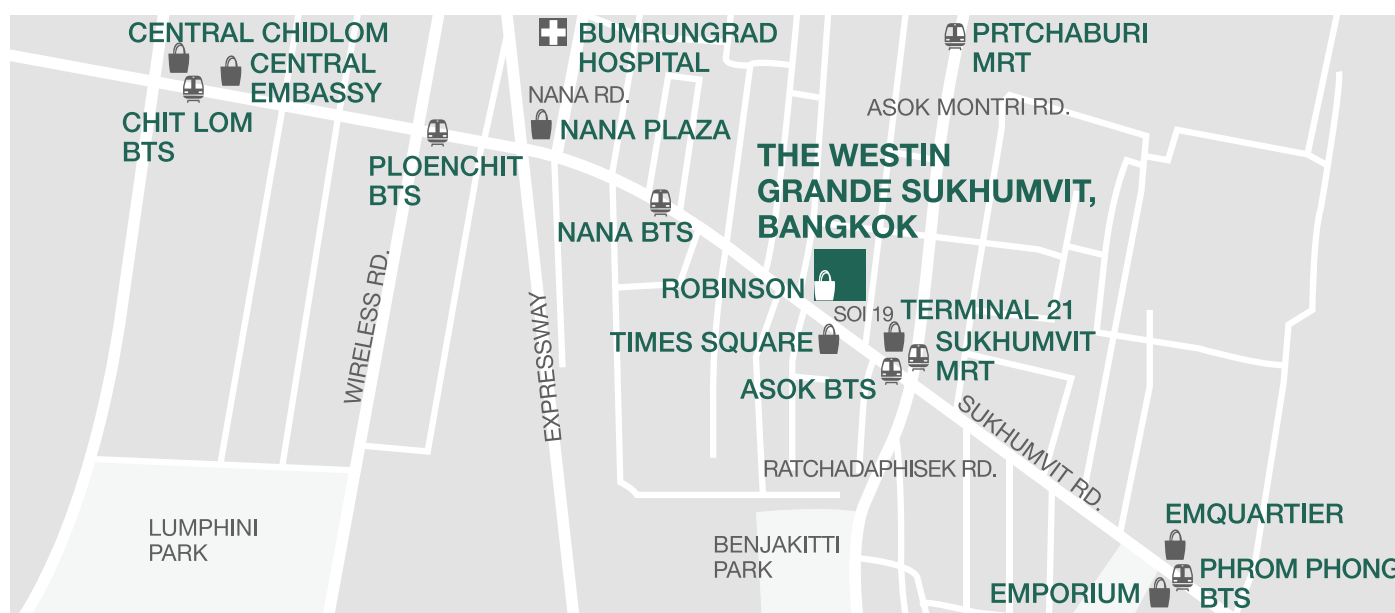 CENTRAL CHIDLOM
CENTRAL
EMBASSY
CHIT LOM
BTS
PLOENCHIT
BTS
BUMRUNGRAD
HOSPITAL
NANA RD.
NANA PLAZA
NANA BTS
PRTCHABURI
MRT
ASOK MONTRI RD.
THE WESTIN
GRANDE SUKHUMVIT,
BANGKOK
ROBINSON
SOI 19
TERMINAL 21
TIMES SQUARE
SUKHUMVIT
MRT
ASOK BTS
WIRELESS RD.
EXPRESSWAY
SUKHUMVIT RD.
RATCHADAPHISEK RD.
LUMPHINI
PARK
BENJAKITTI
PARK
EMQUARTIER
PHROM PHONG
BTS
EMPORIUM